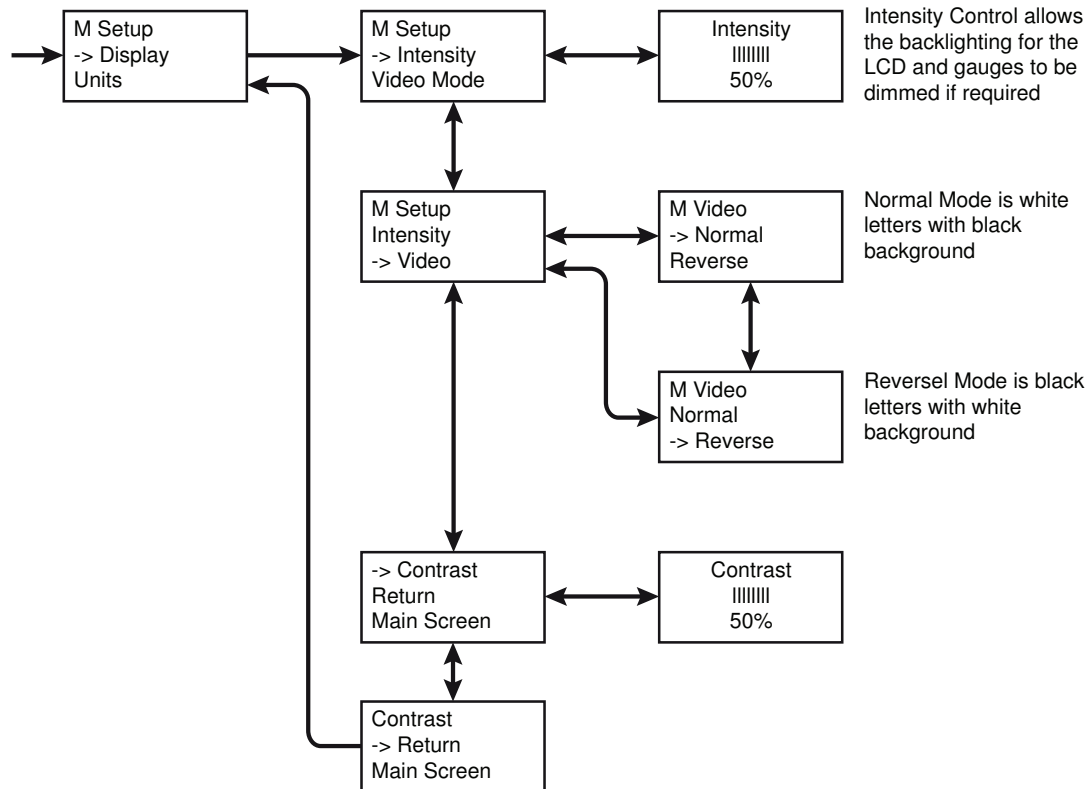 M Setup
-> Display
Units
M Setup
-> Intensity
Video Mode
Intensity
IIIIIIII
50%
Intensity Control allows
the backlighting for the
LCD and gauges to be
dimmed if required
M Setup
Intensity
-> Video
M Video
-> Normal
Reverse
Normal Mode is white
letters with black
background
M Video
Normal
-> Reverse
Reversel Mode is black
letters with white
background
-> Contrast
Return
Main Screen
Contrast
IIIIIIII
50%
Contrast
-> Return
Main Screen